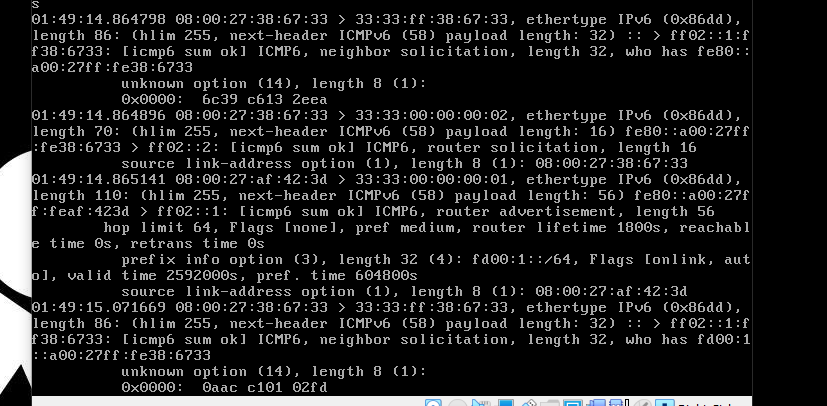 s
01:49:14.864798 08:00:27:38:67:33 > 33:33:ff:38:67:33, ethertype IPv6 (0x86dd),
length 86: (hlim 255, next-header ICMPv6 (58) payload length: 32) :: > ff02::1:f
f38:6733: [icmp6 sum ok] ICMP6, neighbor solicitation, length 32, who has fe80::
a00:27ff:fe38:6733
unknown option (14), length 8 (1):
0x0000:  6c39 c613 2eea
01:49:14.864896 08:00:27:38:67:33 > 33:33:00:00:00:02, ethertype IPv6 (0x86dd),
length 70: (hlim 255, next-header ICMPv6 (58) payload length: 16) fe80::a00:27ff
:fe38:6733 > ff02::2: [icmp6 sum ok] ICMP6, router solicitation, length 16
source link-address option (1), length 8 (1): 08:00:27:38:67:33
01:49:14.865141 08:00:27:af:42:3d > 33:33:00:00:00:01, ethertype IPv6 (0x86dd),
length 110: (hlim 255, next-header ICMPv6 (58) payload length: 56) fe80::a00:27f
f:feaf:423d > ff02::1: [icmp6 sum ok] ICMP6, router advertisement, length 56
hop limit 64, Flags [none], pref medium, router lifetime 1800s, reachabl
e time 0s, retrans time 0s
prefix info option (3), length 32 (4): fd00:1::/64, Flags [onlink, aut
o], valid time 2592000s, pref. time 604800s
source link-address option (1), length 8 (1): 08:00:27:af:42:3d
01:49:15.071669 08:00:27:38:67:33 > 33:33:ff:38:67:33, ethertype IPv6 (0x86dd),
length 86: (hlim 255, next-header ICMPv6 (58) payload length: 32) :: > ff02::1:f
f38:6733: [icmp6 sum ok] ICMP6, neighbor solicitation, length 32, who has fd00:1
::a00:27ff:fe38:6733
unknown option (14), length 8 (1):
0x0000:  0aac c101 02fd